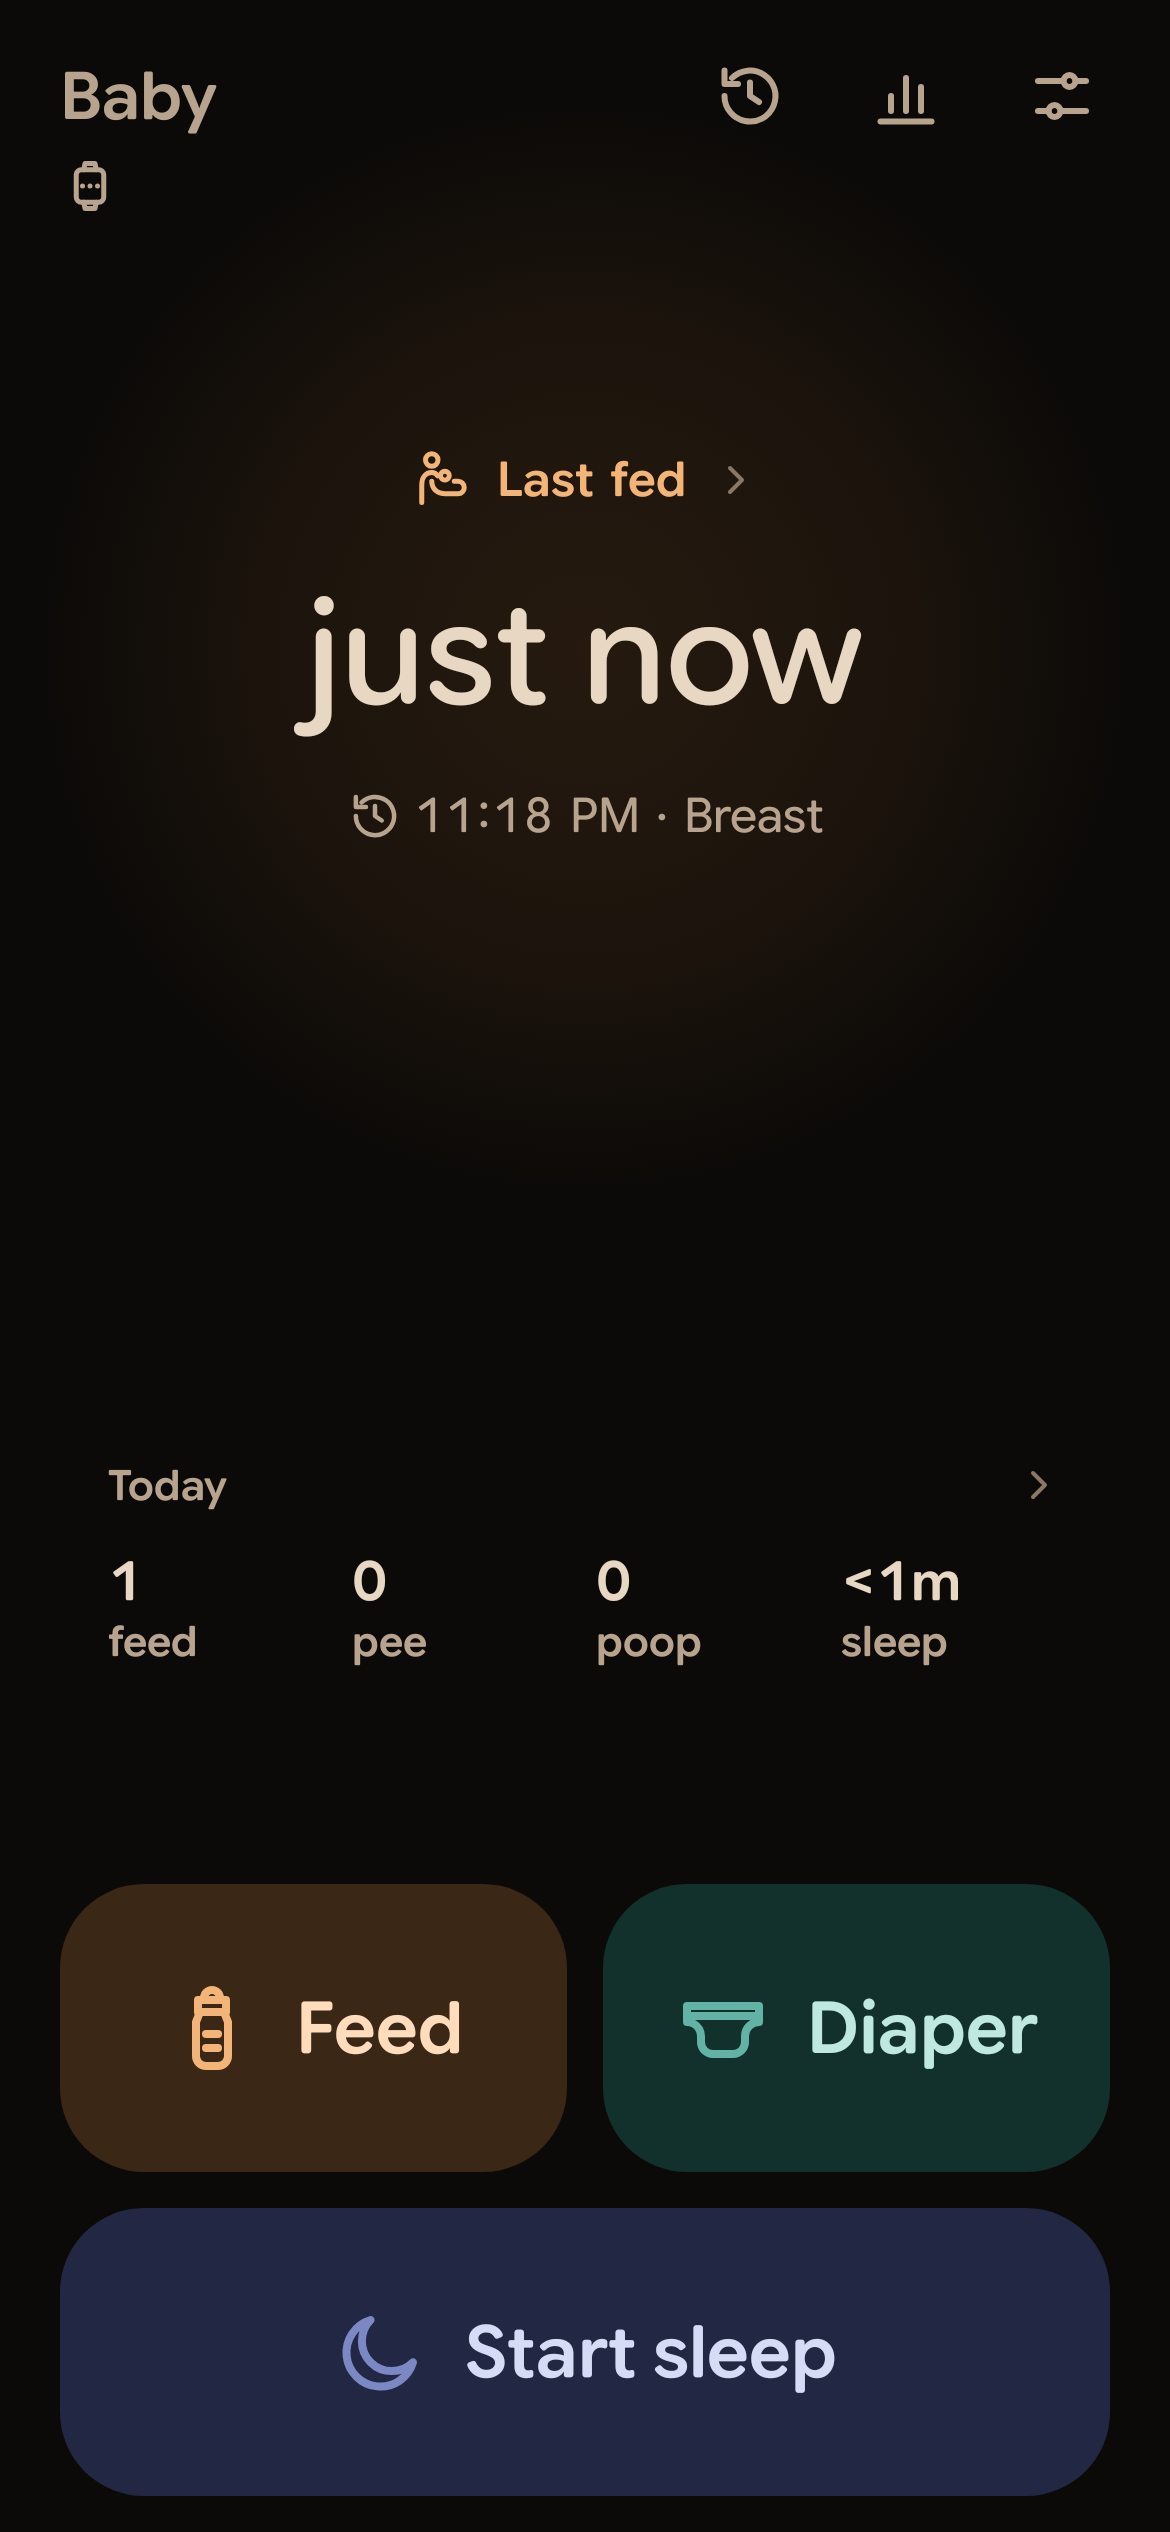 Baby
Last fed
just now
11:18 PM · Breast
Today
1 0 0 <1m
feed pee poop sleep
Feed Diaper
Start sleep